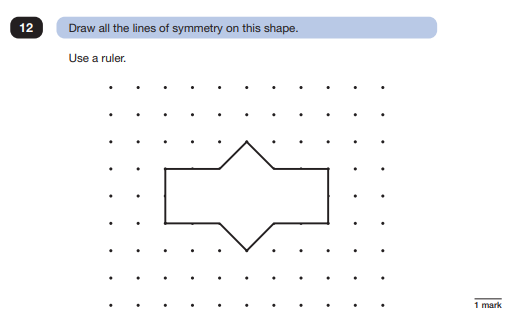 12 Draw all the lines of symmetry on this shape.
Use a ruler.
1 mark